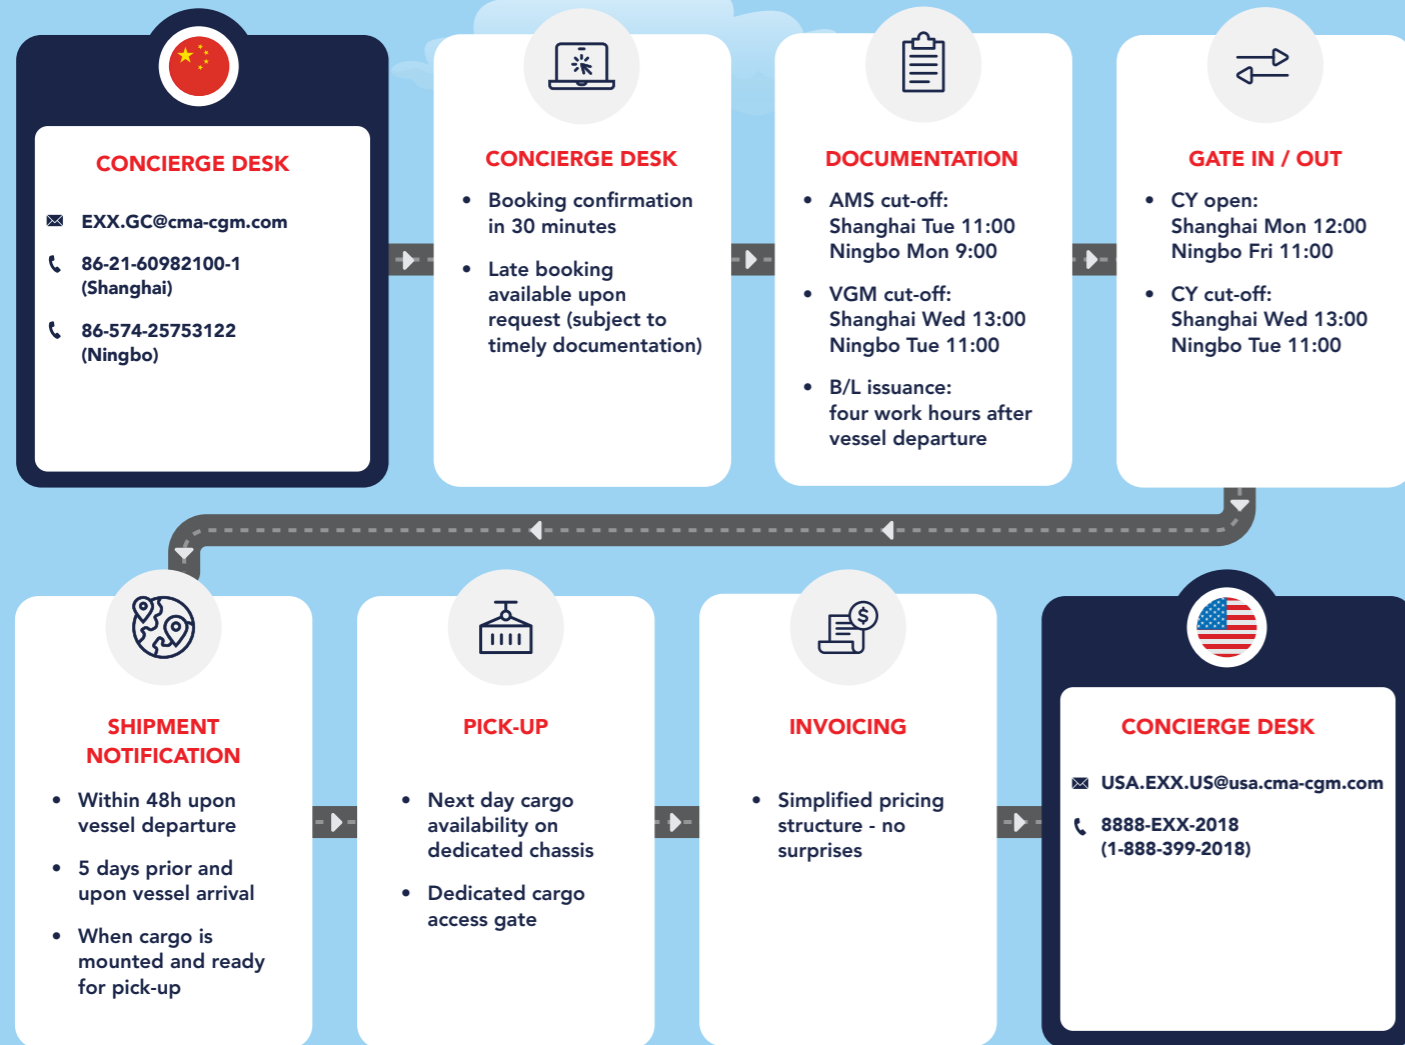 CONCIERGE DESK
EXX.GC@cma-cgm.com
86-21-60982100-1
(Shanghai)
86-574-25753122
(Ningbo)
CONCIERGE DESK
• Booking confirmation
in 30 minutes
• Late booking
available upon
request (subject to
timely documentation)
DOCUMENTATION
• AMS cut-off:
Shanghai Tue 11:00
Ningbo Mon 9:00
• VGM cut-off:
Shanghai Wed 13:00
Ningbo Tue 11:00
• B/L issuance:
four work hours after
vessel departure
GATE IN / OUT
• CY open:
Shanghai Mon 12:00
Ningbo Fri 11:00
• CY cut-off:
Shanghai Wed 13:00
Ningbo Tue 11:00
SHIPMENT
NOTIFICATION
• Within 48h upon
vessel departure
• 5 days prior and
upon vessel arrival
• When cargo is
mounted and ready
for pick-up
PICK-UP
• Next day cargo
availability on
dedicated chassis
• Dedicated cargo
access gate
$
INVOICING
• Simplified pricing
structure - no
surprises
CONCIERGE DESK
USA.EXX.US@usa.cma-cgm.com
8888-EXX-2018
(1-888-399-2018)